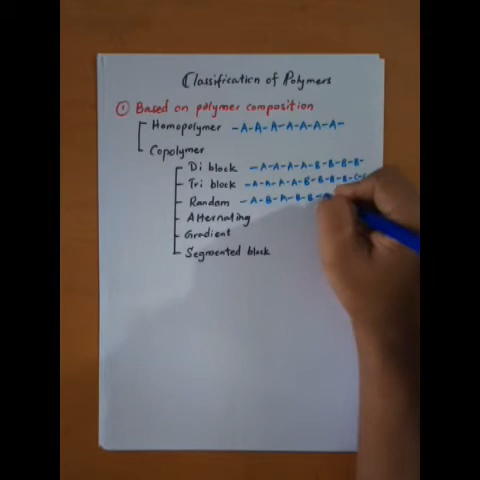 Classification of Polymers
① Based on polymer composition
Homopolymer -A-A-A-A-A-A-A-
Copolymer
Di block -A-A-A-A-B-B-B-B-
Tri block -A-A-A-A-B-B-B-B-C-C
Random -A-B-A-B-B-A
Alternating
Gradient
Segmented block